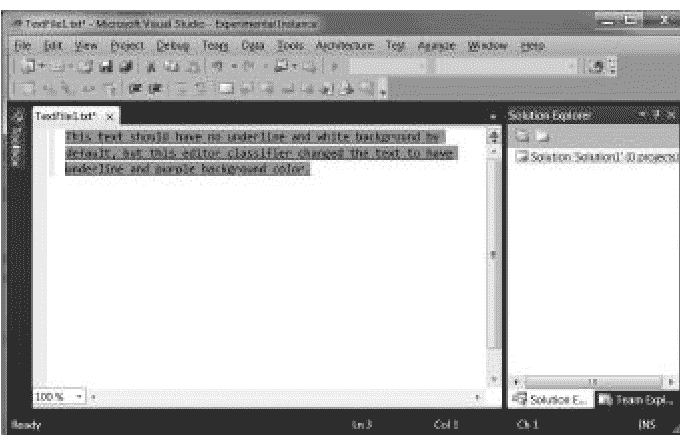 TextFile1.txt* - Microsoft Visual Studio - Experimental Instance
File Edit View Project Debug Team Data Tools Architecture Test Analyze Window Help
TextFile1.txt* ×
Toolbox
This text should have no underline and white background by
default, but this editor classifier changed the text to have
underline and purple background color.
Solution Explorer
Solution 'Solution1' (0 projects)
100 %
Solution E... Team Expl...
Ready Ln 3 Col 1 Ch 1 INS